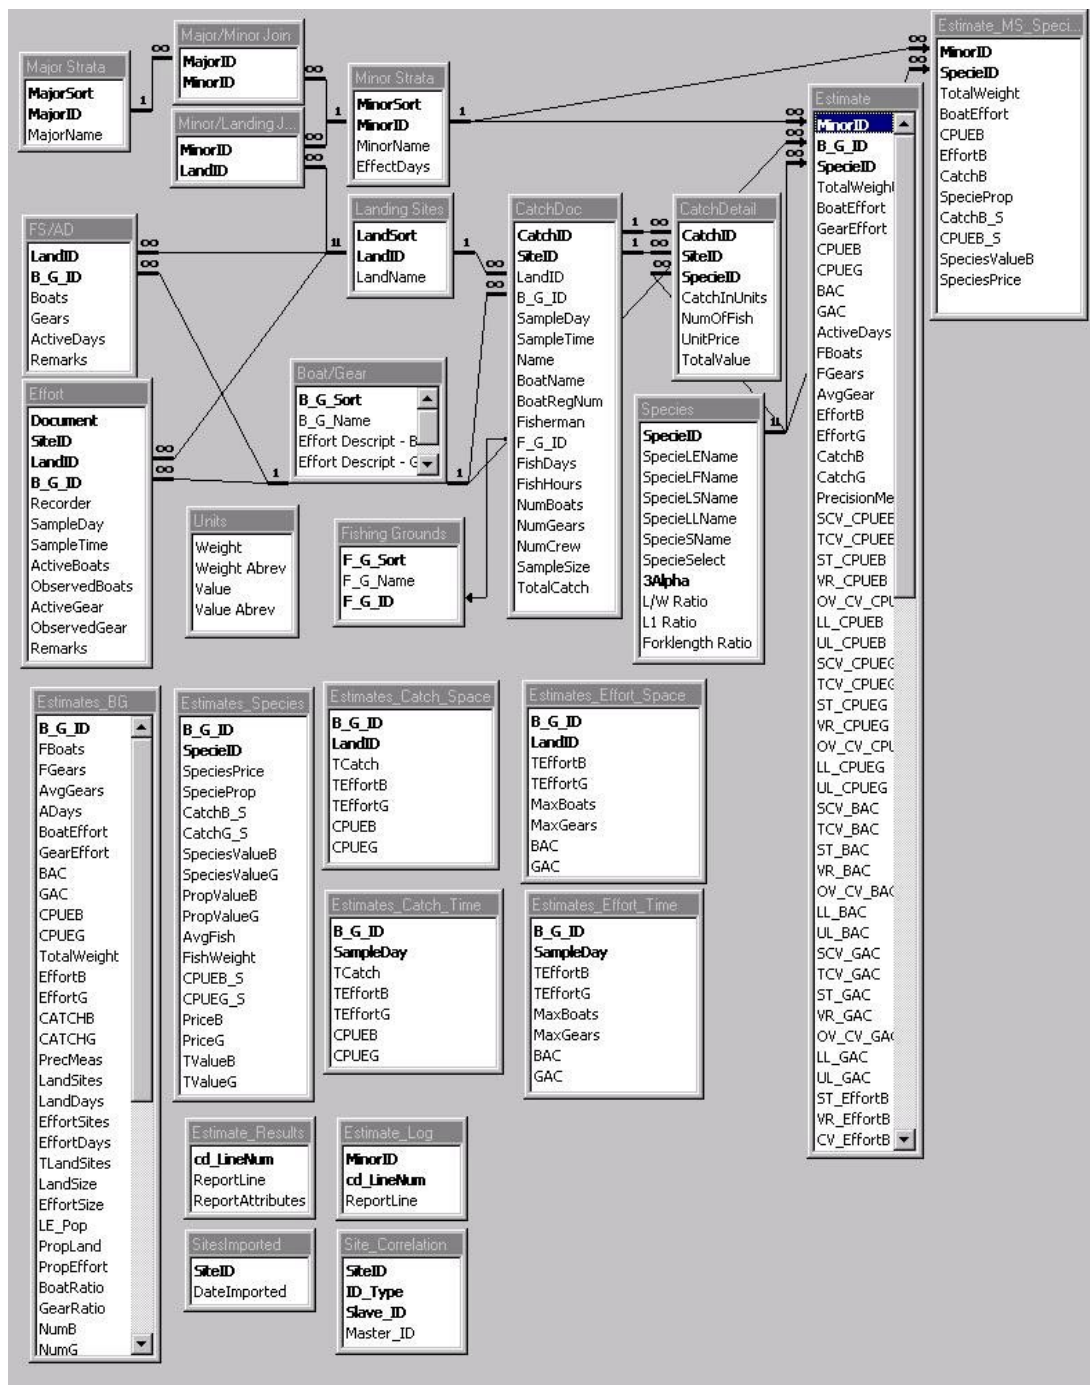 Major Strata
MajorSort
MajorID
MajorName
Major/Minor Join
MajorID
MinorID
Minor/Landing J...
MinorID
LandID
Minor Strata
MinorSort
MinorID
MinorName
EffectDays
Estimate_MS_Speci...
MinorID
SpecieID
TotalWeight
BoatEffort
CPUEB
EffortB
CatchB
SpecieProp
CatchB_S
CPUEB_S
SpeciesValueB
SpeciesPrice
Estimate
MinorID
B_G_ID
SpecieID
TotalWeight
BoatEffort
GearEffort
CPUEB
CPUEG
BAC
GAC
ActiveDays
FBoats
FGears
AvgGear
EffortB
EffortG
CatchB
CatchG
PrecisionMe
SCV_CPUEB
TCV_CPUEB
ST_CPUEB
VR_CPUEB
OV_CV_CPU
LL_CPUEB
UL_CPUEB
SCV_CPUEG
TCV_CPUEG
ST_CPUEG
VR_CPUEG
OV_CV_CPU
LL_CPUEG
UL_CPUEG
SCV_BAC
TCV_BAC
ST_BAC
VR_BAC
OV_CV_BAC
LL_BAC
UL_BAC
SCV_GAC
TCV_GAC
ST_GAC
VR_GAC
OV_CV_GAC
LL_GAC
UL_GAC
ST_EffortB
VR_EffortB
CV_EffortB
FS/AD
LandID
B_G_ID
Boats
Gears
ActiveDays
Remarks
Landing Sites
LandSort
LandID
LandName
CatchDoc
CatchID
SiteID
LandID
B_G_ID
SampleDay
SampleTime
Name
BoatName
BoatRegNum
Fisherman
F_G_ID
FishDays
FishHours
NumBoats
NumGears
NumCrew
SampleSize
TotalCatch
CatchDetail
CatchID
SiteID
SpecieID
CatchInUnits
NumOfFish
UnitPrice
TotalValue
Effort
Document
SiteID
LandID
B_G_ID
Recorder
SampleDay
SampleTime
ActiveBoats
ObservedBoats
ActiveGear
ObservedGear
Remarks
Boat/Gear
B_G_Sort
B_G_Name
Effort Descript - B
Effort Descript - G
Species
SpecieID
SpecieLEName
SpecieLFName
SpecieLSName
SpecieLLName
SpecieSName
SpecieSelect
3Alpha
L/W Ratio
L1 Ratio
Forklength Ratio
Units
Weight
Weight Abrev
Value
Value Abrev
Fishing Grounds
F_G_Sort
F_G_Name
F_G_ID
Estimates_BG
B_G_ID
FBoats
FGears
AvgGears
ADays
BoatEffort
GearEffort
BAC
GAC
CPUEB
CPUEG
TotalWeight
EffortB
EffortG
CATCHB
CATCHG
PrecMeas
LandSites
LandDays
EffortSites
EffortDays
TLandSites
LandSize
EffortSize
LE_Pop
PropLand
PropEffort
BoatRatio
GearRatio
NumB
NumG
Estimates_Species
B_G_ID
SpecieID
SpeciesPrice
SpecieProp
CatchB_S
CatchG_S
SpeciesValueB
SpeciesValueG
PropValueB
PropValueG
AvgFish
FishWeight
CPUEB_S
CPUEG_S
PriceB
PriceG
TValueB
TValueG
Estimates_Catch_Space
B_G_ID
LandID
TCatch
TEffortB
TEffortG
CPUEB
CPUEG
Estimates_Effort_Space
B_G_ID
LandID
TEffortB
TEffortG
MaxBoats
MaxGears
BAC
GAC
Estimates_Catch_Time
B_G_ID
SampleDay
TCatch
TEffortB
TEffortG
CPUEB
CPUEG
Estimates_Effort_Time
B_G_ID
SampleDay
TEffortB
TEffortG
MaxBoats
MaxGears
BAC
GAC
Estimate_Results
cd_LineNum
ReportLine
ReportAttributes
Estimate_Log
MinorID
cd_LineNum
ReportLine
SitesImported
SiteID
DateImported
Site_Correlation
SiteID
ID_Type
Slave_ID
Master_ID